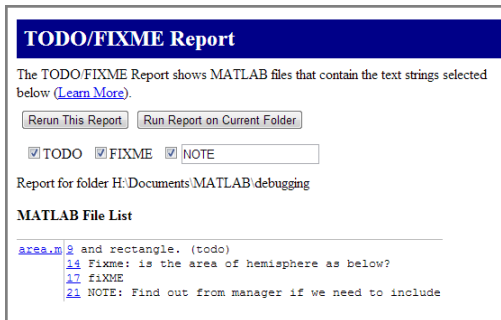 TODO/FIXME Report
The TODO/FIXME Report shows MATLAB files that contain the text strings selected
below (Learn More).
Rerun This Report Run Report on Current Folder
TODO FIXME NOTE
Report for folder H:\Documents\MATLAB\debugging
MATLAB File List
area.m 9 and rectangle. (todo)
14 Fixme: is the area of hemisphere as below?
17 fiXME
21 NOTE: Find out from manager if we need to include